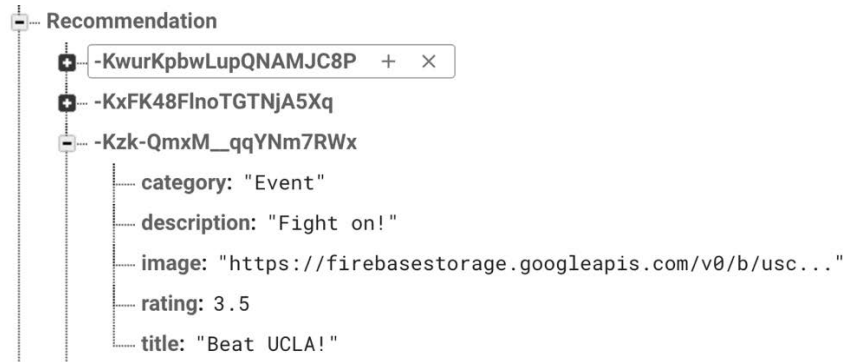 Recommendation
-KwurKpbwLupQNAMJC8P + ×
-KxFK48FlnoTGTNjA5Xq
-Kzk-QmxM__qqYNm7RWx
category: "Event"
description: "Fight on!"
image: "https://firebasestorage.googleapis.com/v0/b/usc..."
rating: 3.5
title: "Beat UCLA!"